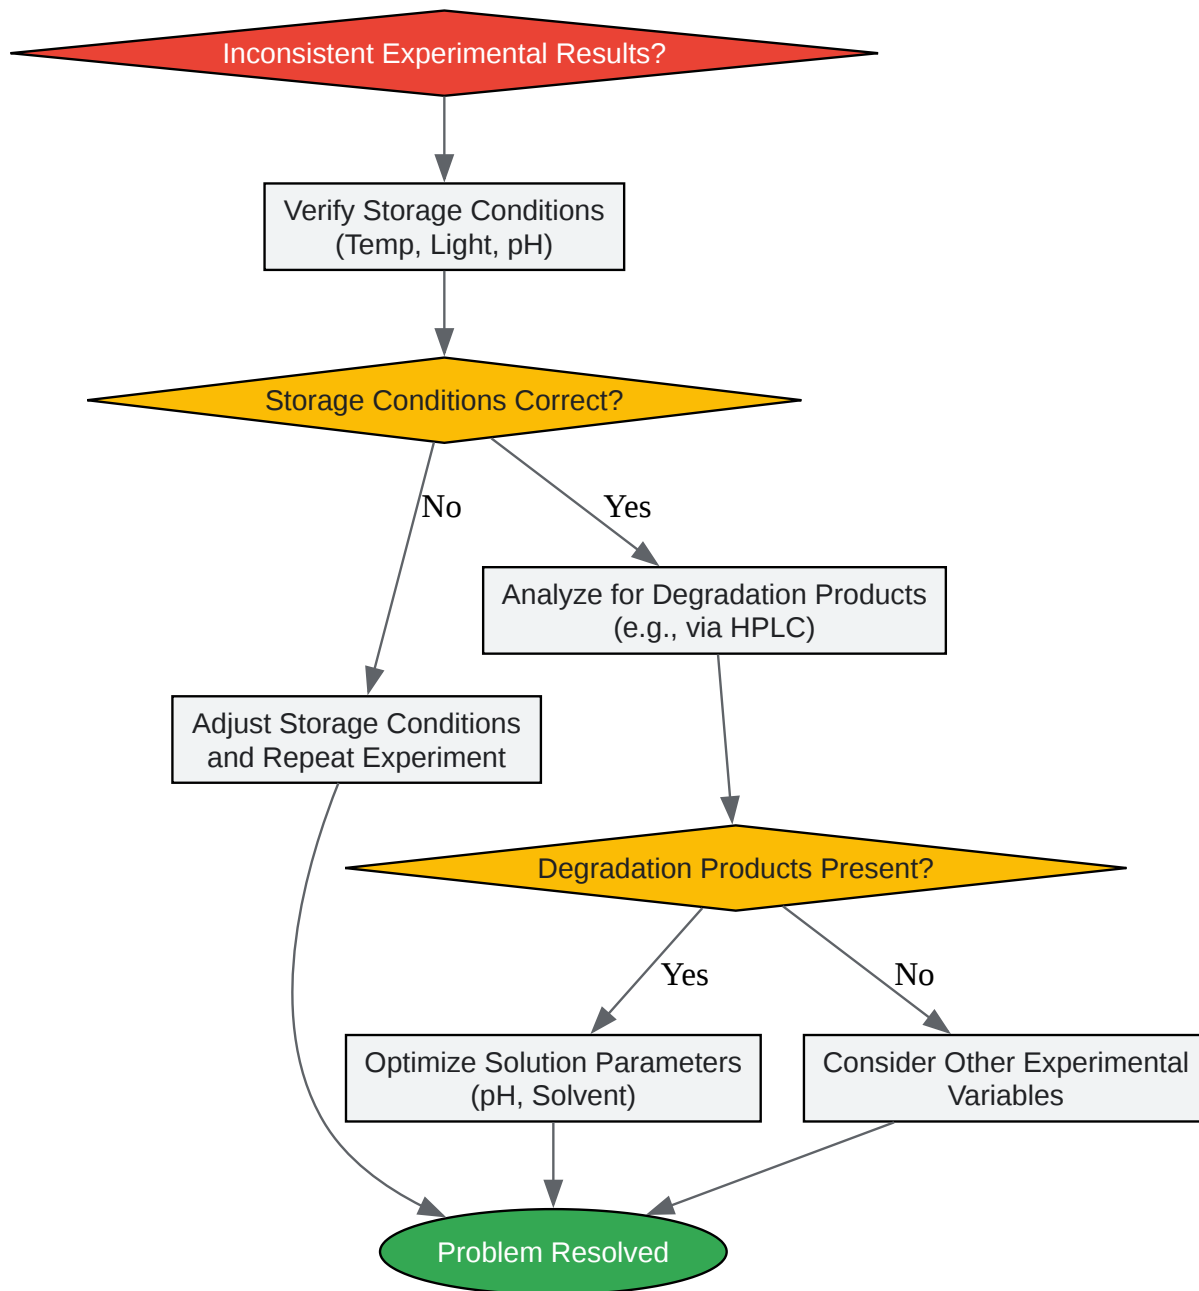 Inconsistent Experimental Results?
Verify Storage Conditions
(Temp, Light, pH)
Storage Conditions Correct?
No
Yes
Analyze for Degradation Products
(e.g., via HPLC)
Adjust Storage Conditions
and Repeat Experiment
Degradation Products Present?
Yes
No
Optimize Solution Parameters
(pH, Solvent)
Consider Other Experimental
Variables
Problem Resolved